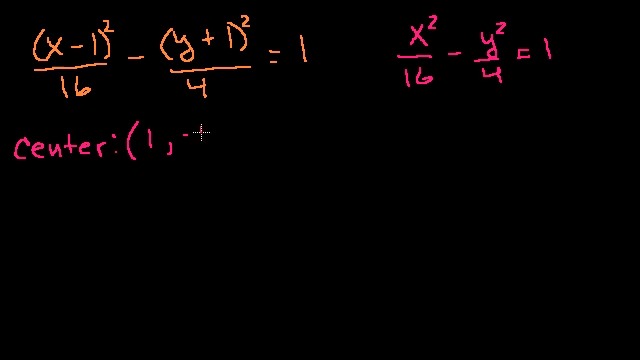 (x-1)²/16 - (y+1)²/4 = 1
x²/16 - y²/4 = 1
center: (1, -